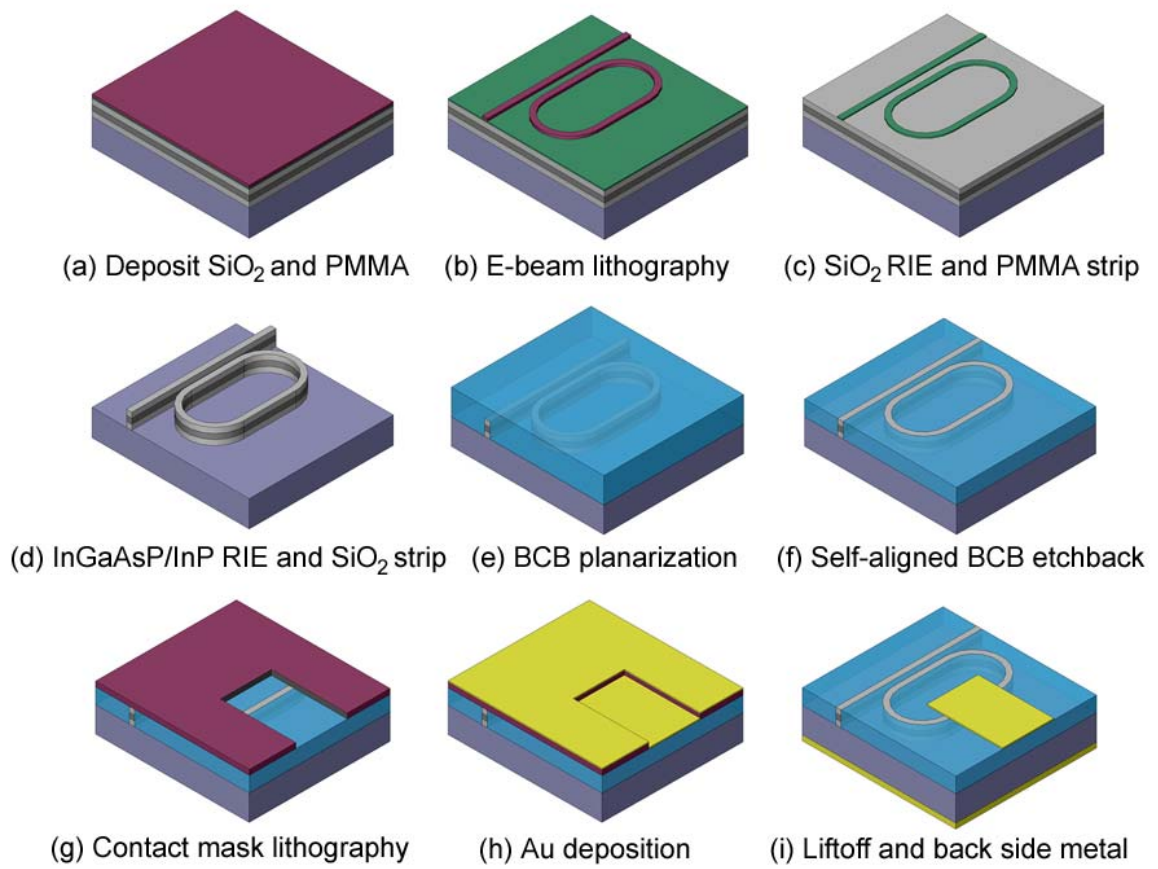 (a) Deposit SiO2 and PMMA
(b) E-beam lithography
(c) SiO2 RIE and PMMA strip
(d) InGaAsP/InP RIE and SiO2 strip
(e) BCB planarization
(f) Self-aligned BCB etchback
(g) Contact mask lithography
(h) Au deposition
(i) Liftoff and back side metal